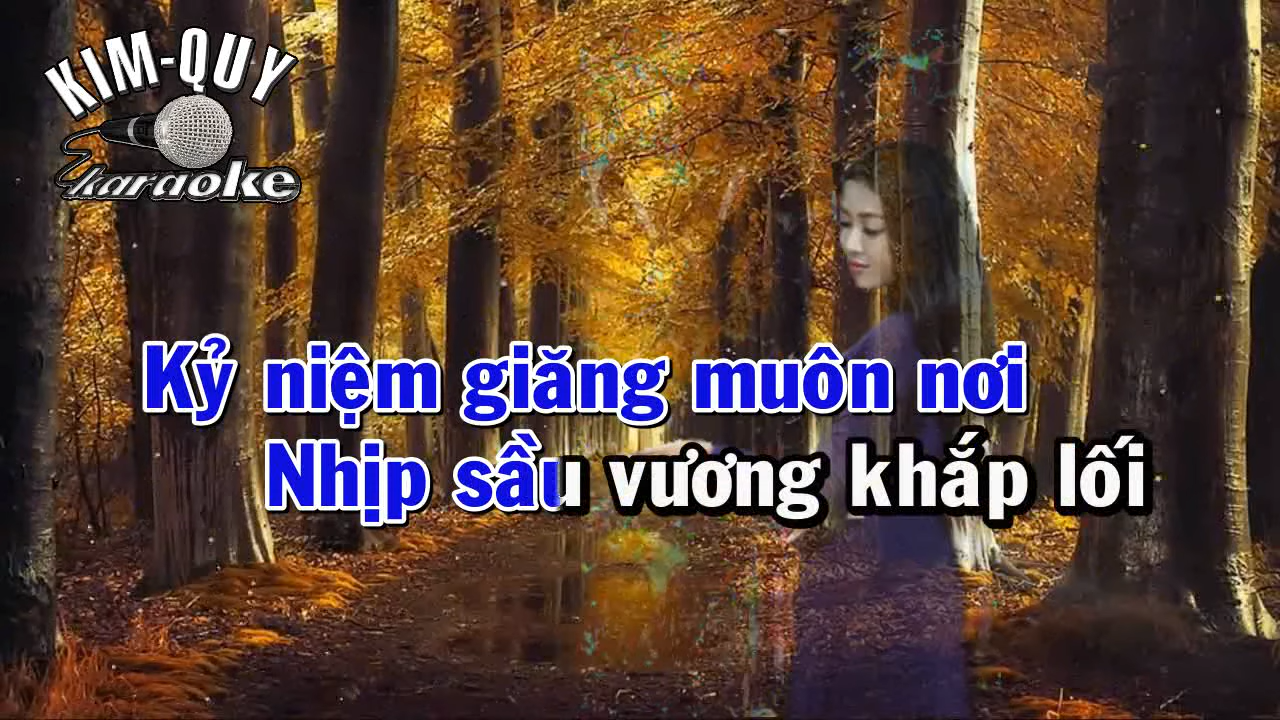 KIM-QUY
karaoke
Kỷ niệm giăng muôn nơi
Nhịp sầu vương khắp lối